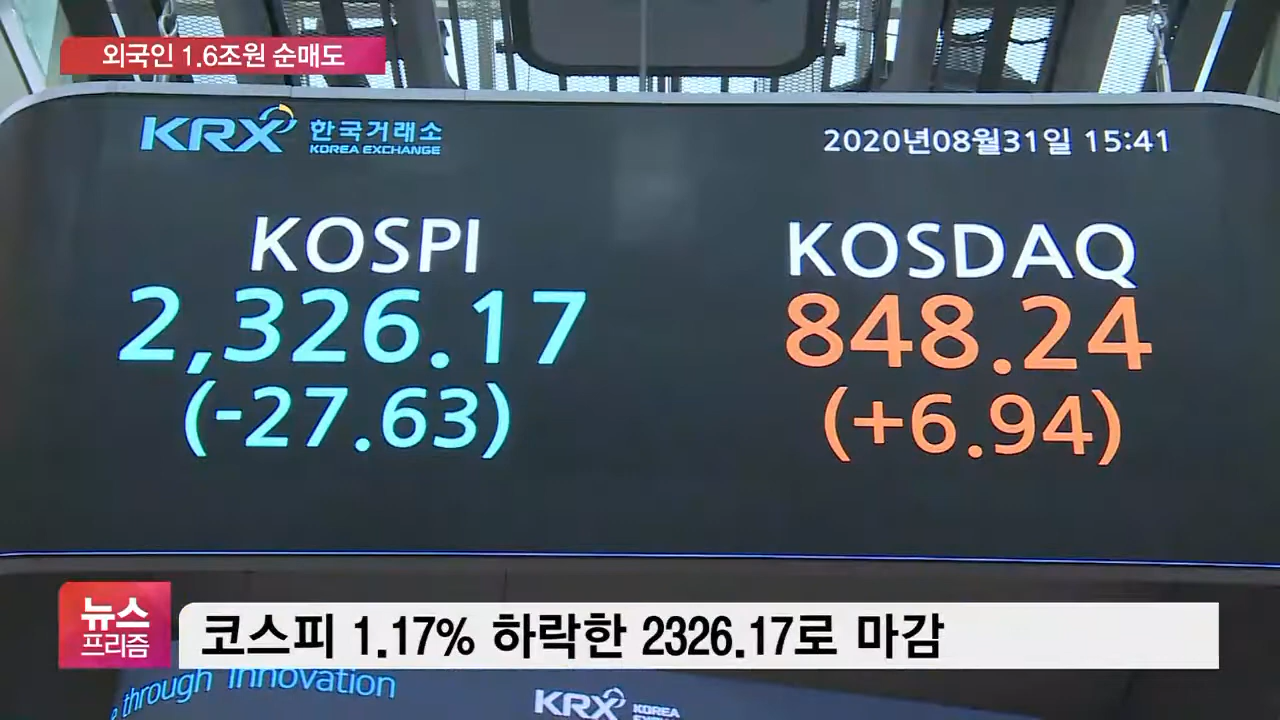 외국인 1.6조원 순매도
KRX 한국거래소
KOREA EXCHANGE
2020년08월31일 15:41
KOSPI
2,326.17
(-27.63)
KOSDAQ
848.24
(+6.94)
뉴스
프리즘
코스피 1.17% 하락한 2326.17로 마감
through Innovation
KRX KOREA